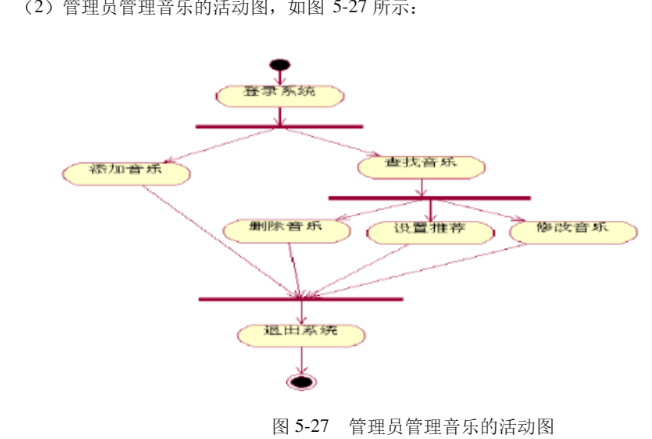 （2）管理员管理音乐的活动图，如图 5-27 所示：
登录系统
添加音乐
查找音乐
删除音乐
设置推荐
修改音乐
退出系统
图 5-27 管理员管理音乐的活动图